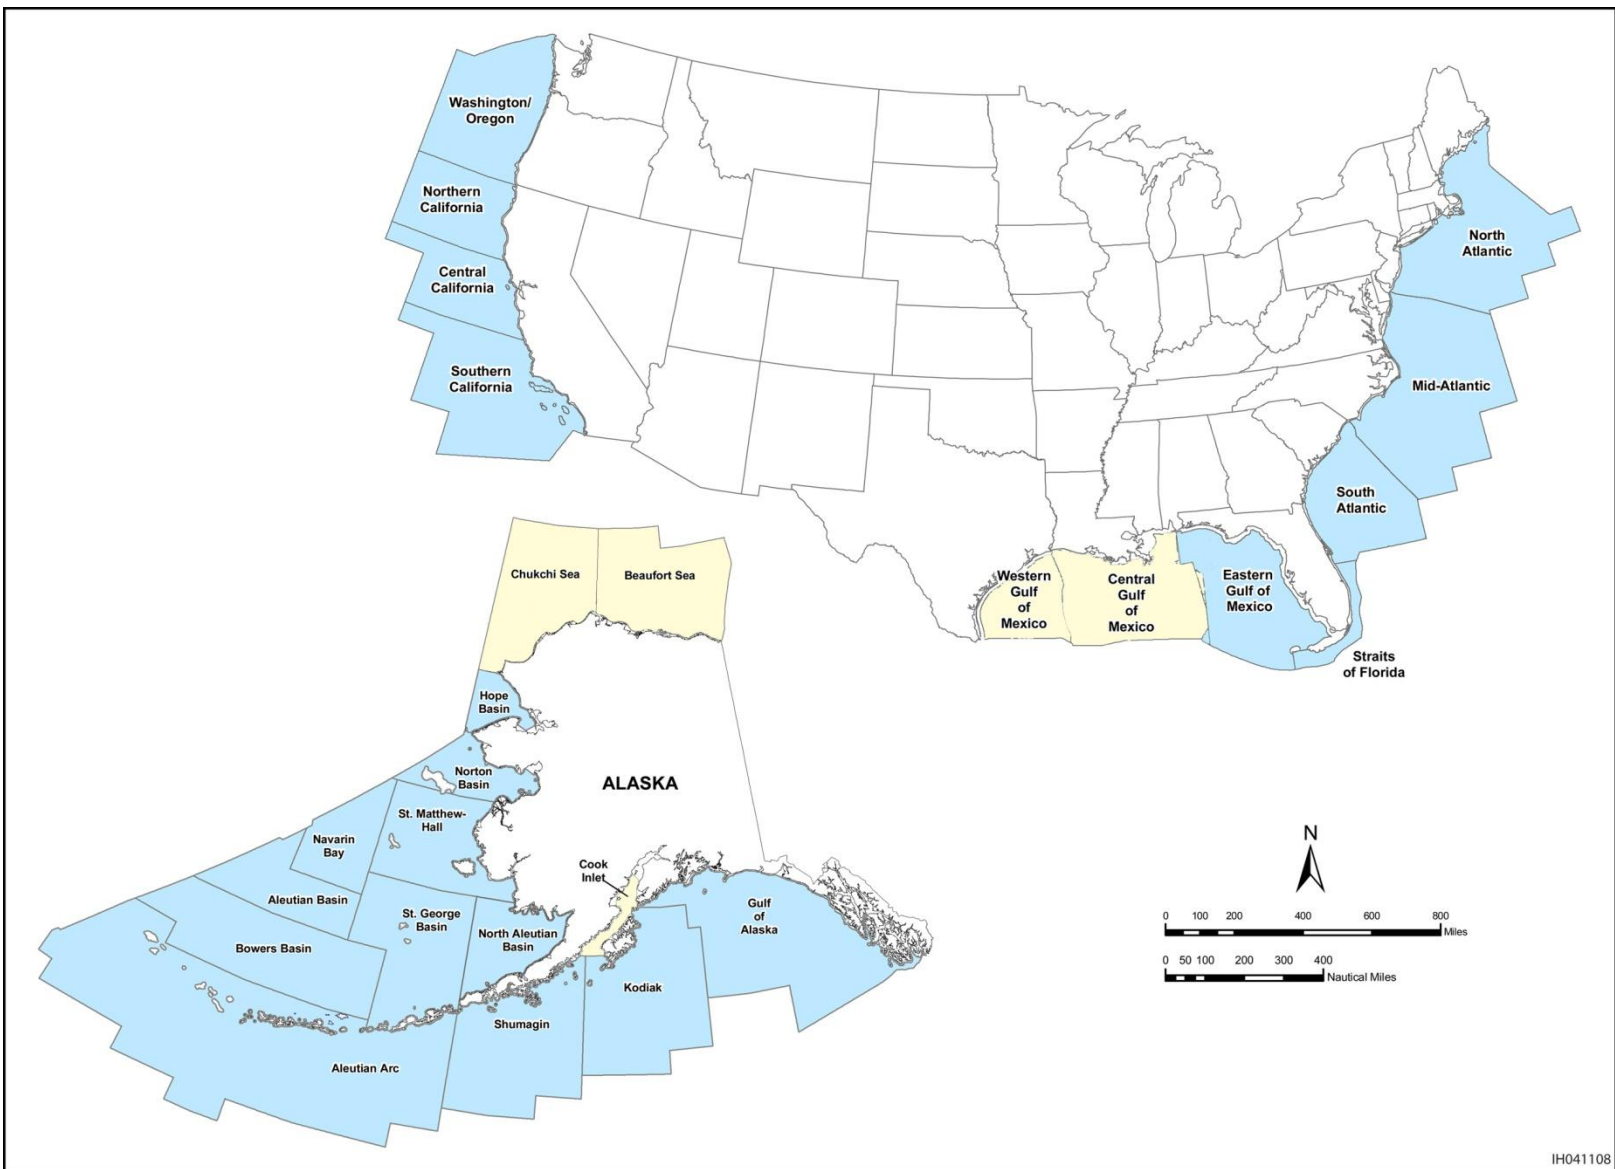 Washington/
Oregon
Northern
California
Central
California
Southern
California
North
Atlantic
Mid-Atlantic
South
Atlantic
Western
Gulf
of
Mexico
Central
Gulf
of
Mexico
Eastern
Gulf of
Mexico
Straits
of Florida
Chukchi Sea
Beaufort Sea
Hope
Basin
Norton
Basin
ALASKA
St. Matthew-
Hall
Navarin
Bay
Aleutian Basin
Bowers Basin
St. George
Basin
North Aleutian
Basin
Cook
Inlet
Gulf
of
Alaska
Kodiak
Shumagin
Aleutian Arc
N
0 100 200 400 600 800
Miles
0 50 100 200 300 400
Nautical Miles
IH041108